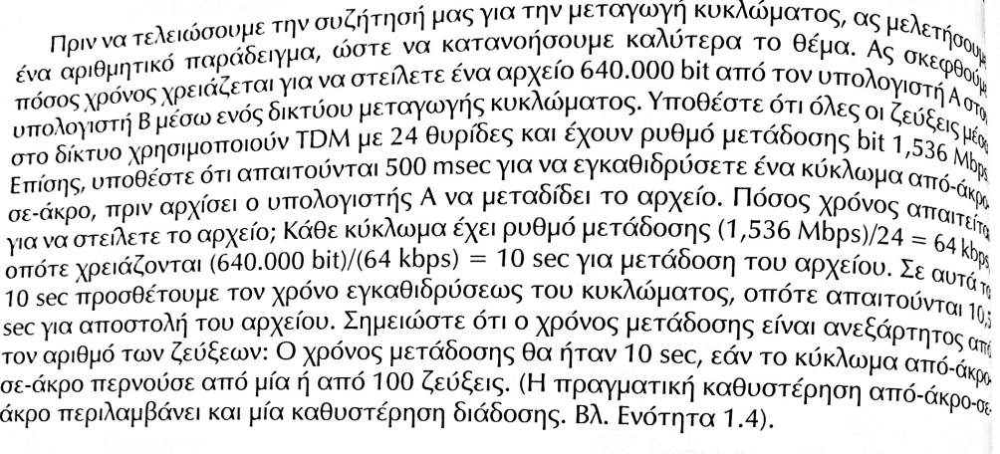 Πριν να τελειώσουμε την συζήτησή μας για την μεταγωγή κυκλώματος, ας μελετήσουμε
ένα αριθμητικό παράδειγμα, ώστε να κατανοήσουμε καλύτερα το θέμα. Ας σκεφθούμε
πόσος χρόνος χρειάζεται για να στείλετε ένα αρχείο 640.000 bit από τον υπολογιστή Α στον
υπολογιστή Β μέσω ενός δικτύου μεταγωγής κυκλώματος. Υποθέστε ότι όλες οι ζεύξεις μέσα
στο δίκτυο χρησιμοποιούν TDM με 24 θυρίδες και έχουν ρυθμό μετάδοσης bit 1,536 Mbps.
Επίσης, υποθέστε ότι απαιτούνται 500 msec για να εγκαθιδρύσετε ένα κύκλωμα από-άκρο-
σε-άκρο, πριν αρχίσει ο υπολογιστής Α να μεταδίδει το αρχείο. Πόσος χρόνος απαιτείται
για να στείλετε το αρχείο; Κάθε κύκλωμα έχει ρυθμό μετάδοσης (1,536 Mbps)/24 = 64 kbps,
οπότε χρειάζονται (640.000 bit)/(64 kbps) = 10 sec για μετάδοση του αρχείου. Σε αυτά τα
10 sec προσθέτουμε τον χρόνο εγκαθιδρύσεως του κυκλώματος, οπότε απαιτούνται 10,5
sec για αποστολή του αρχείου. Σημειώστε ότι ο χρόνος μετάδοσης είναι ανεξάρτητος από
τον αριθμό των ζεύξεων: Ο χρόνος μετάδοσης θα ήταν 10 sec, εάν το κύκλωμα από-άκρο-
σε-άκρο περνούσε από μία ή από 100 ζεύξεις. (Η πραγματική καθυστέρηση από-άκρο-σε-
άκρο περιλαμβάνει και μία καθυστέρηση διάδοσης. Βλ. Ενότητα 1.4).